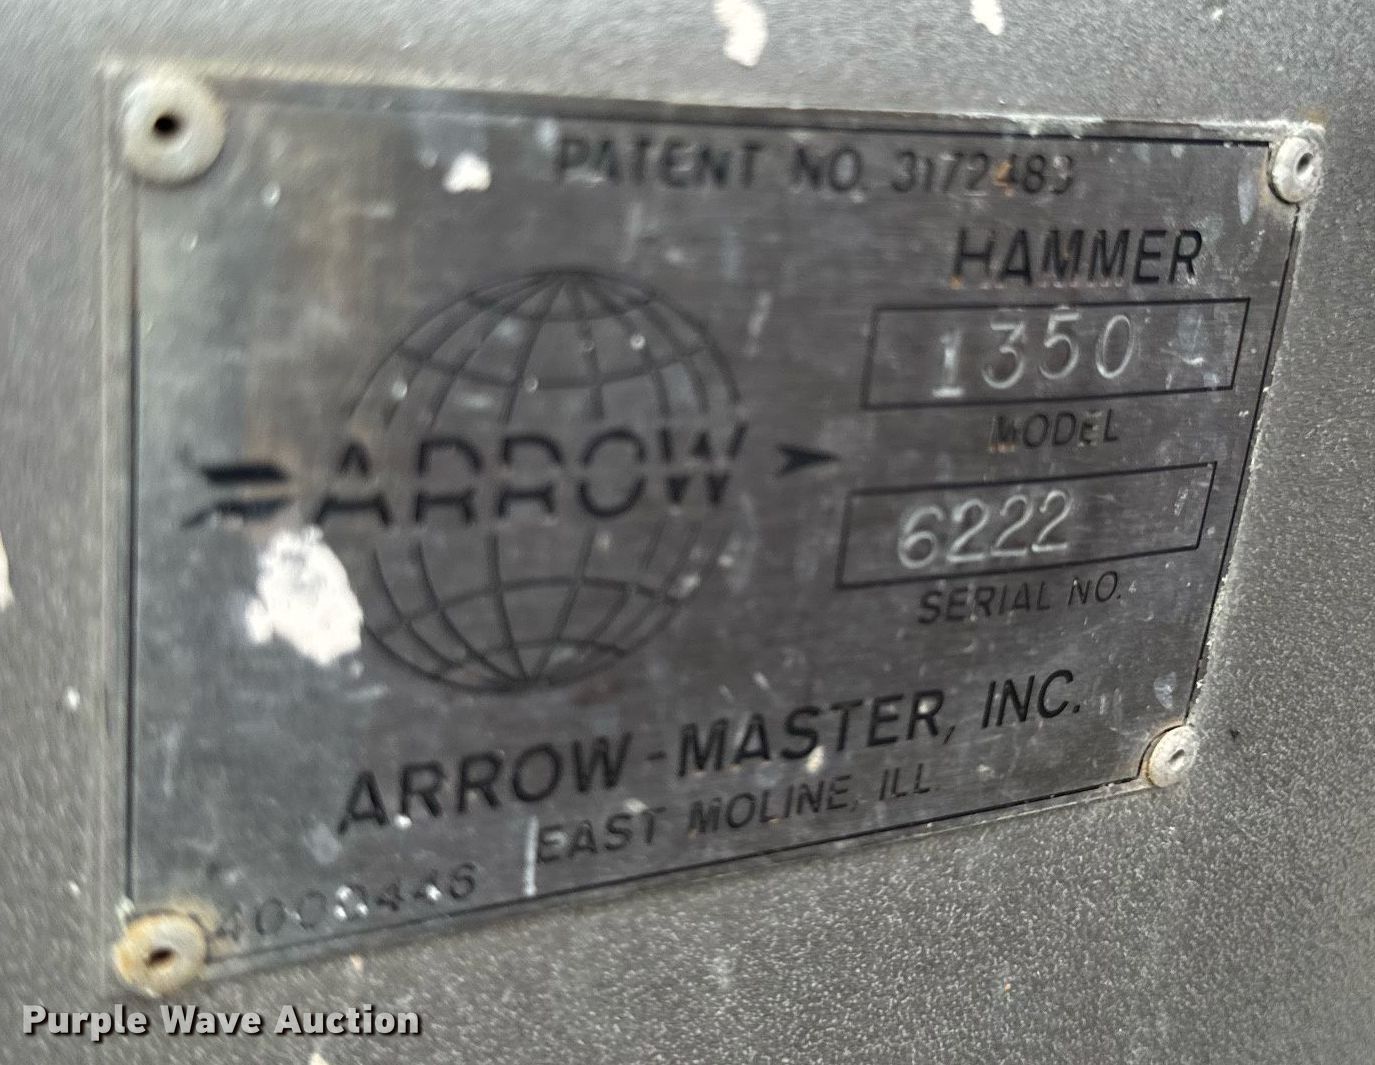 PATENT NO. 3172483
HAMMER
1350
MODEL
ARROW
6222
SERIAL NO.
ARROW-MASTER, INC.
EAST MOLINE, ILL.
Purple Wave Auction